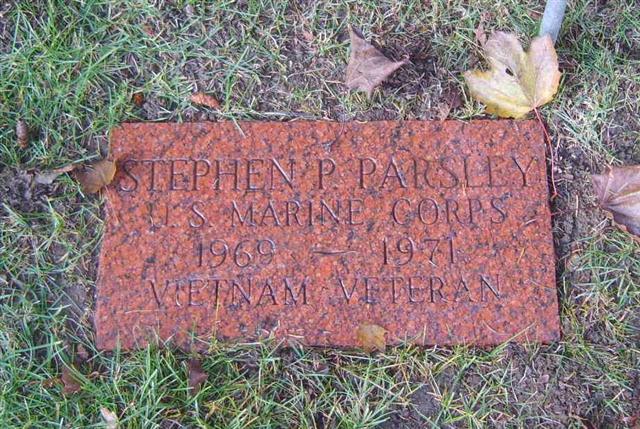 STEPHEN P. PARSLEY
U S MARINE CORPS
1969 — 1971
VIETNAM VETERAN